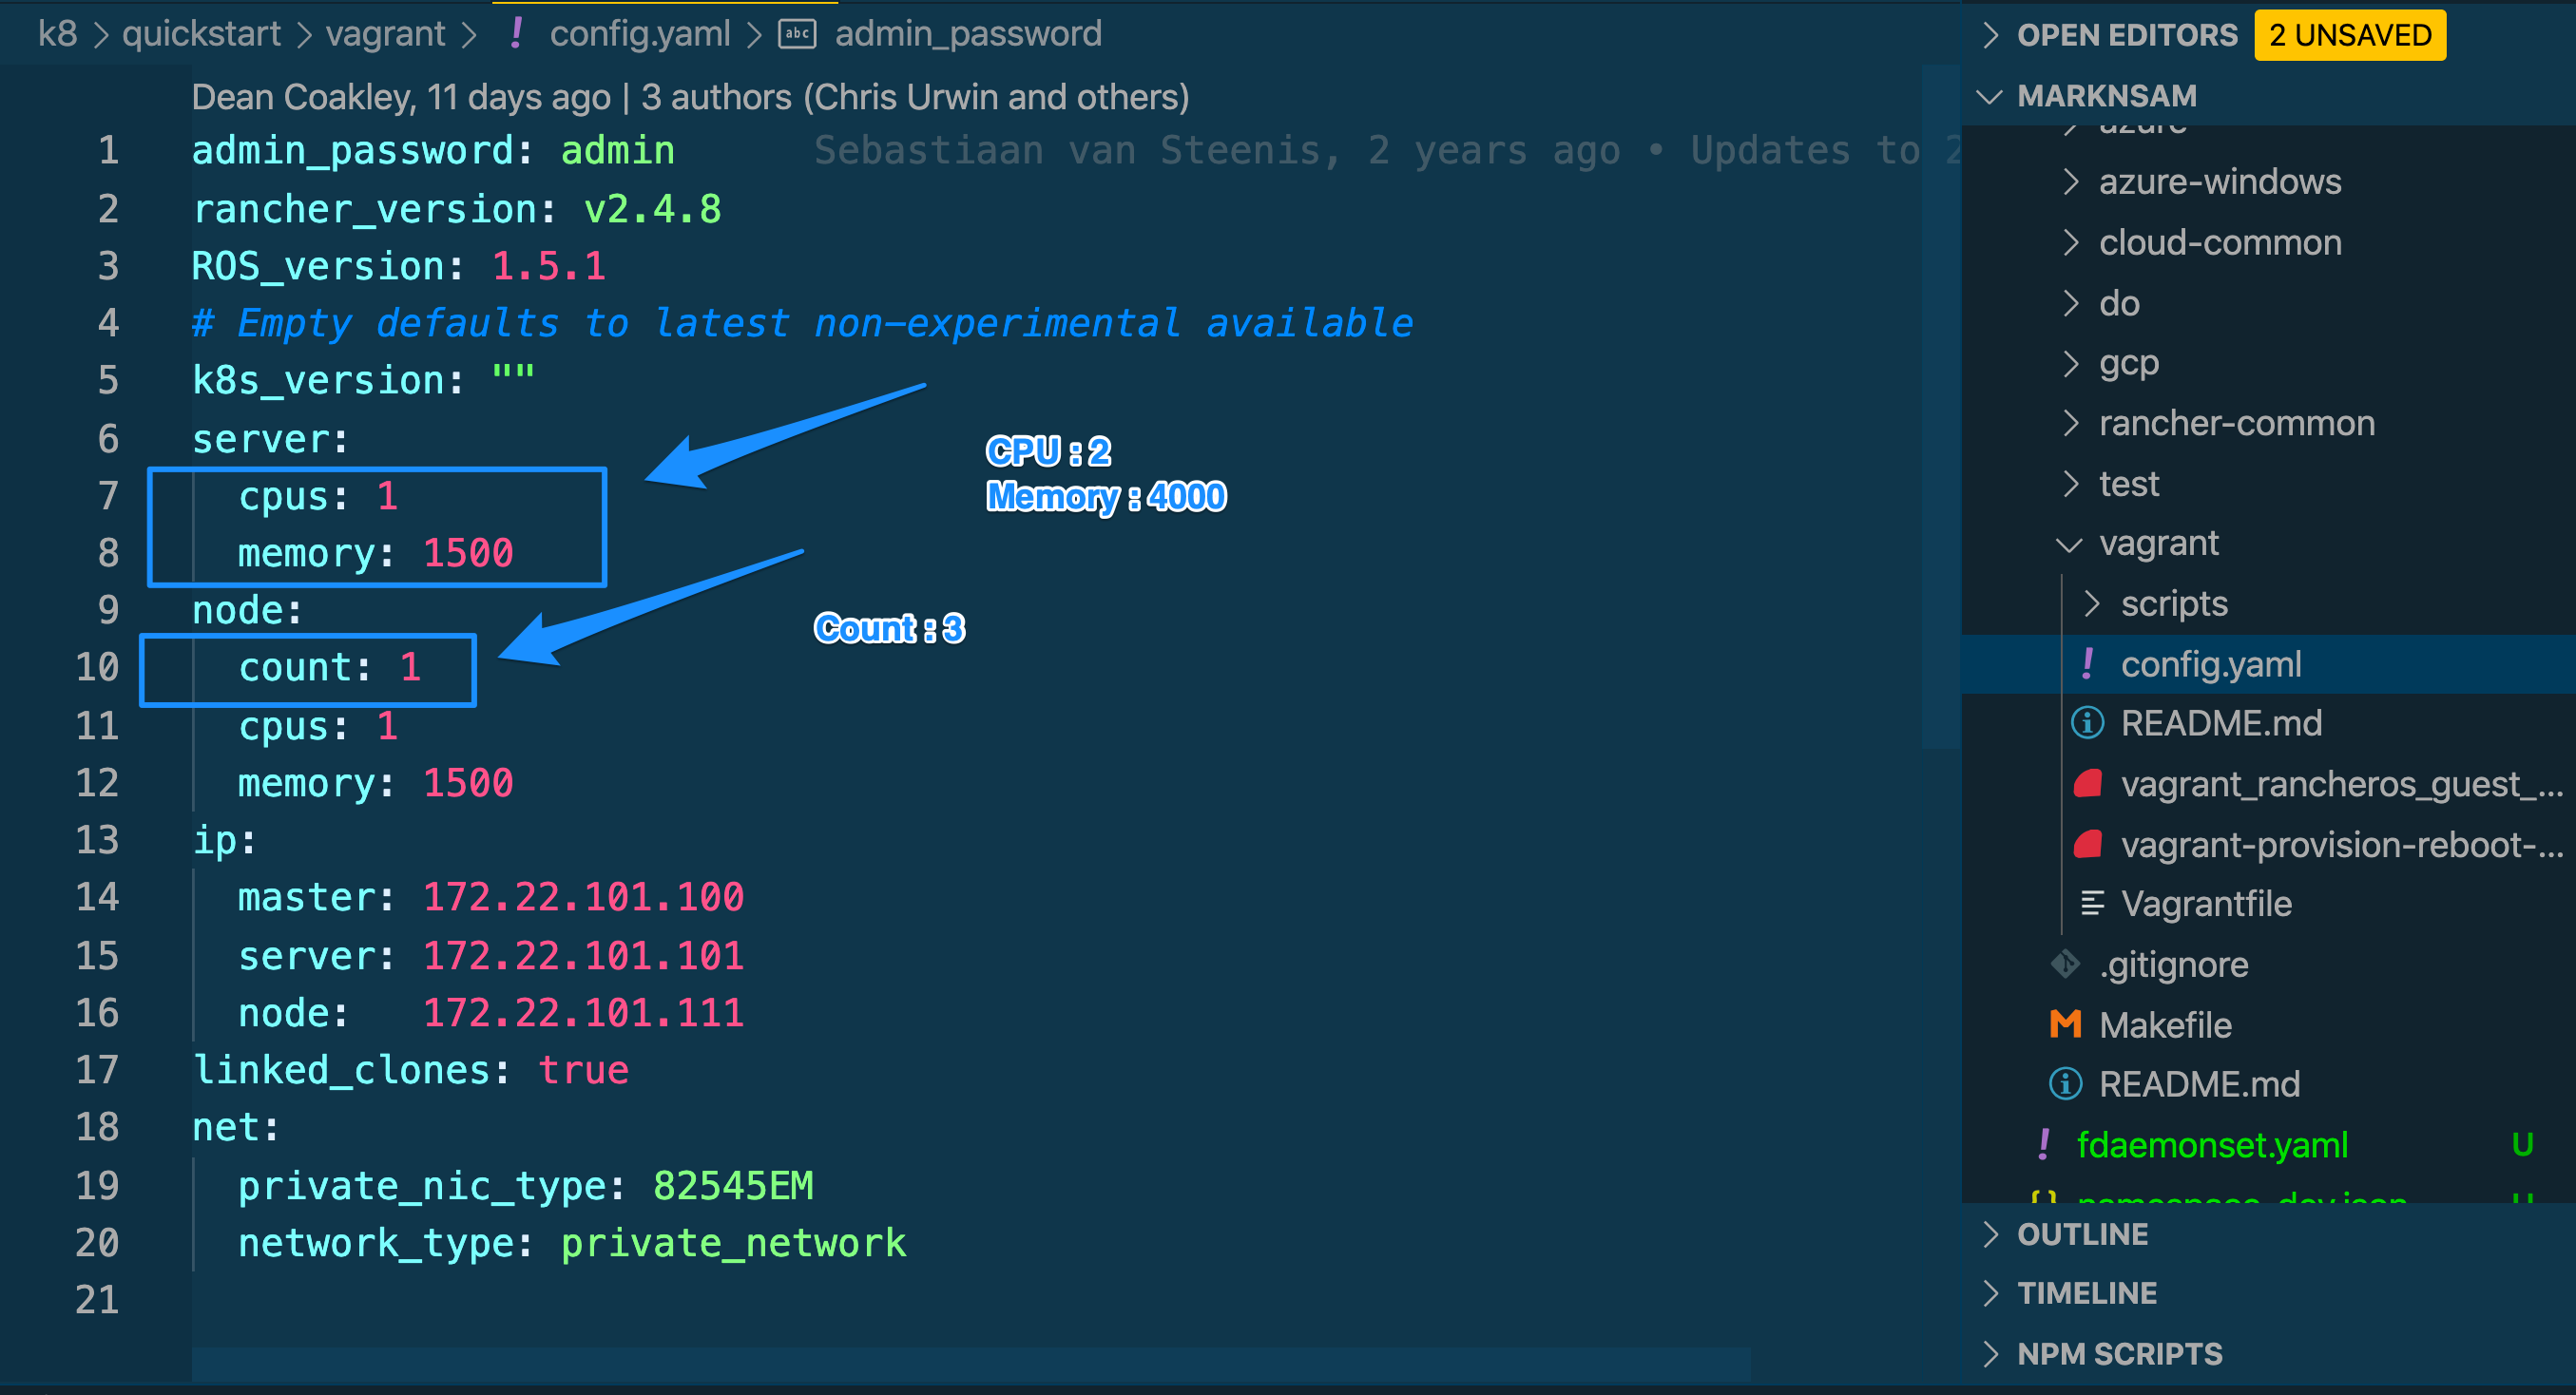 k8 > quickstart > vagrant > ! config.yaml > abc admin_password
Dean Coakley, 11 days ago | 3 authors (Chris Urwin and others)
1 admin_password: admin Sebastiaan van Steenis, 2 years ago • Updates to 2
2 rancher_version: v2.4.8
3 ROS_version: 1.5.1
4 # Empty defaults to latest non-experimental available
5 k8s_version: ""
6 server:
7 cpus: 1
8 memory: 1500
9 node:
10 count: 1
11 cpus: 1
12 memory: 1500
13 ip:
14 master: 172.22.101.100
15 server: 172.22.101.101
16 node: 172.22.101.111
17 linked_clones: true
18 net:
19 private_nic_type: 82545EM
20 network_type: private_network
21
CPU : 2
Memory : 4000
Count : 3
OPEN EDITORS 2 UNSAVED
MARKNSAM
azure
azure-windows
cloud-common
do
gcp
rancher-common
test
vagrant
scripts
! config.yaml
README.md
vagrant_rancheros_guest_...
vagrant-provision-reboot-...
Vagrantfile
.gitignore
Makefile
README.md
! fdaemonset.yaml U
{} namespace-dev.json U
OUTLINE
TIMELINE
NPM SCRIPTS